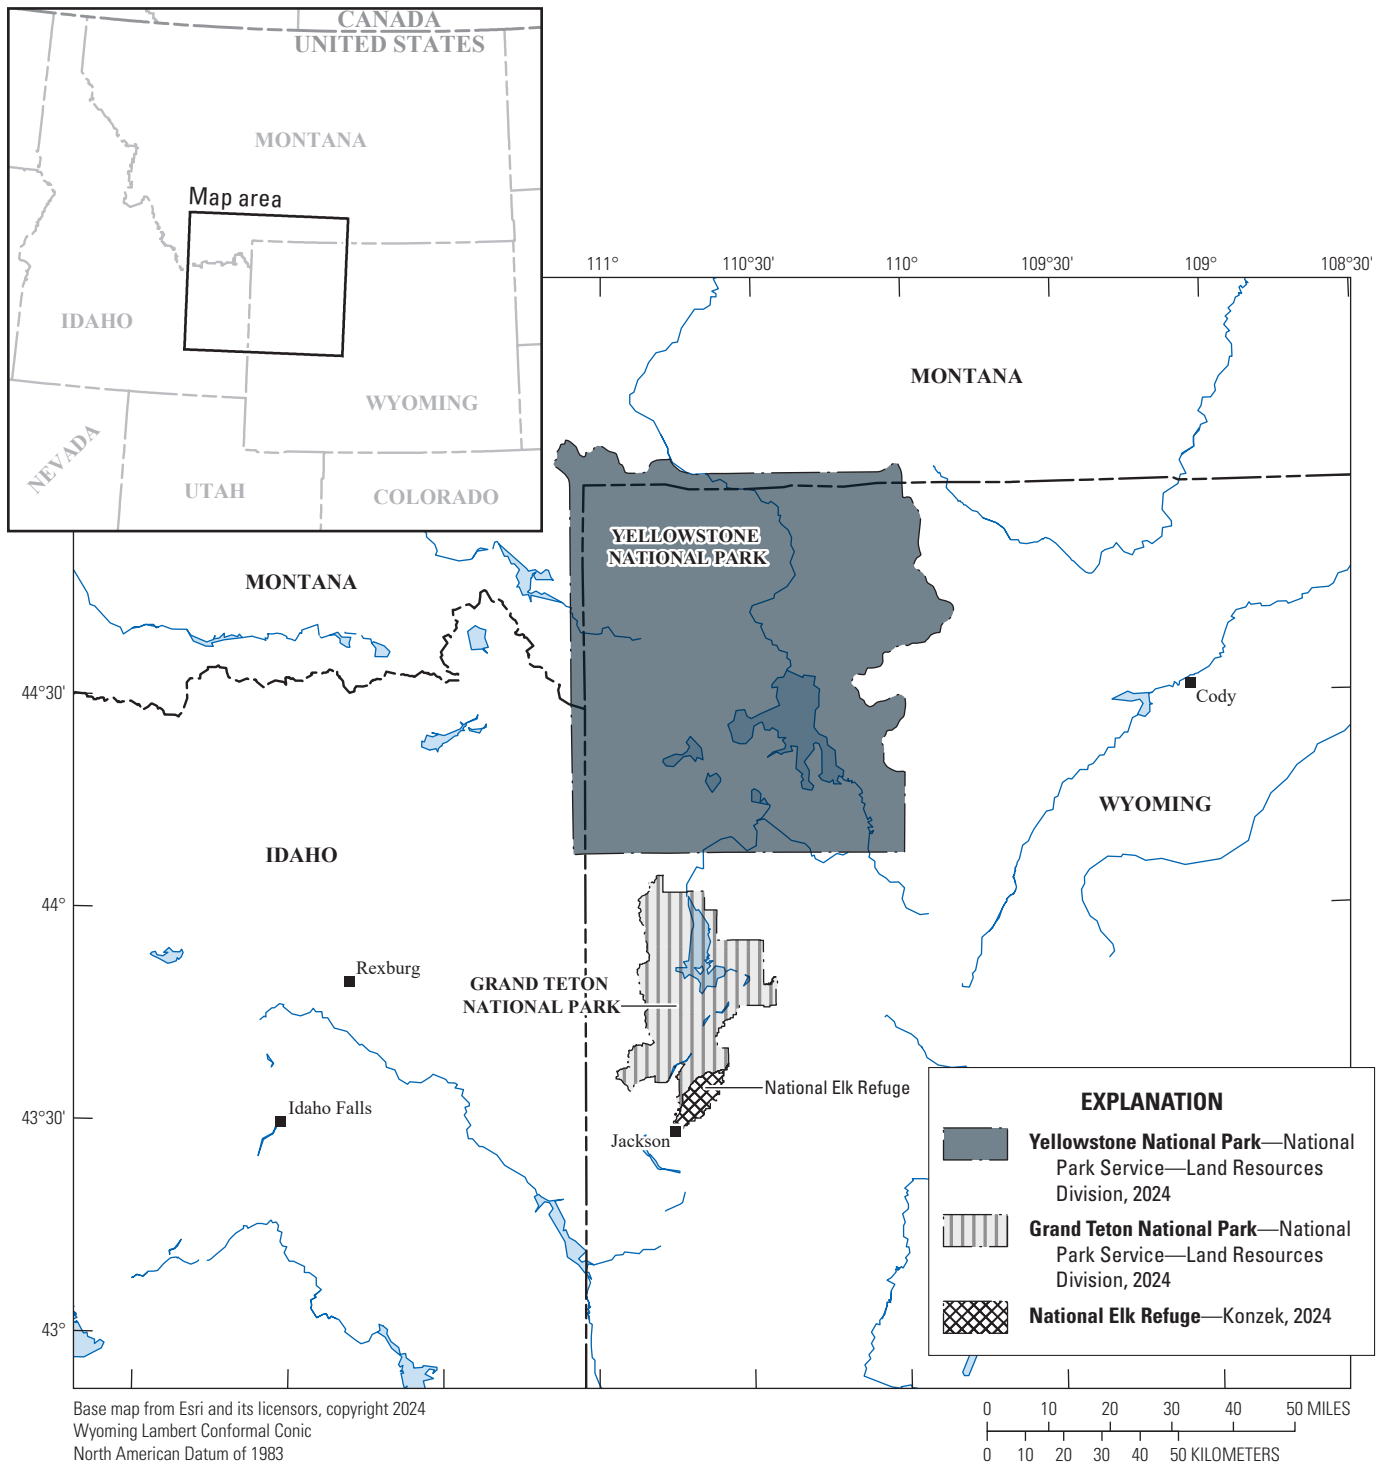 CANADA
UNITED STATES
MONTANA
Map area
IDAHO
WYOMING
NEVADA
UTAH
COLORADO
111°
110°30'
110°
109°30'
109°
108°30'
MONTANA
YELLOWSTONE
NATIONAL PARK
MONTANA
44°30'
Cody
WYOMING
IDAHO
44°
Rexburg
GRAND TETON
NATIONAL PARK
National Elk Refuge
Idaho Falls
43°30'
Jackson
43°
EXPLANATION
Yellowstone National Park—National
Park Service—Land Resources
Division, 2024
Grand Teton National Park—National
Park Service—Land Resources
Division, 2024
National Elk Refuge—Konzek, 2024
Base map from Esri and its licensors, copyright 2024
Wyoming Lambert Conformal Conic
North American Datum of 1983
0 10 20 30 40 50 MILES
0 10 20 30 40 50 KILOMETERS